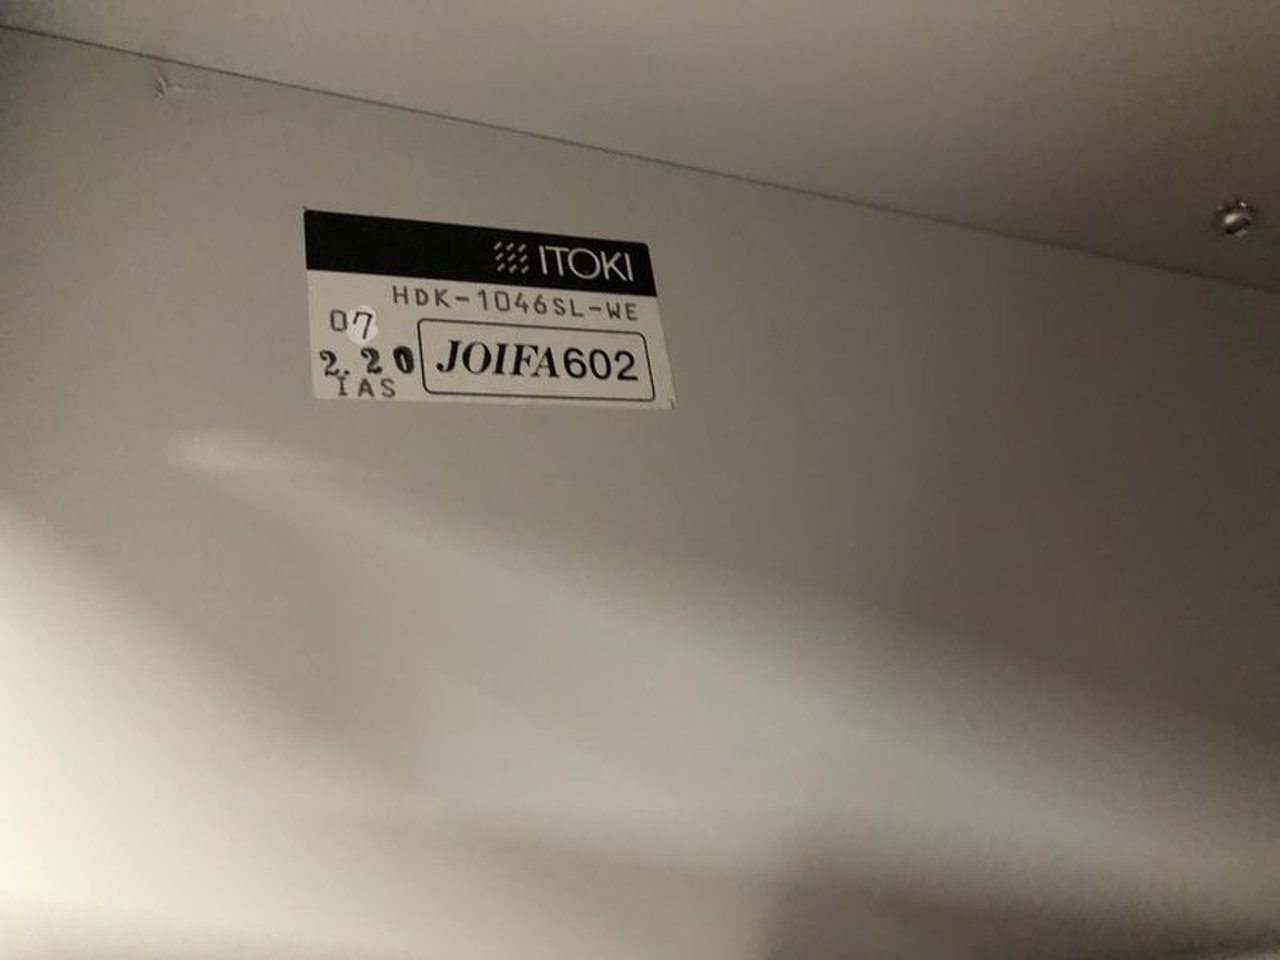 ITOKI
HDK-1046SL-WE
07
2.20
IAS
JOIFA602